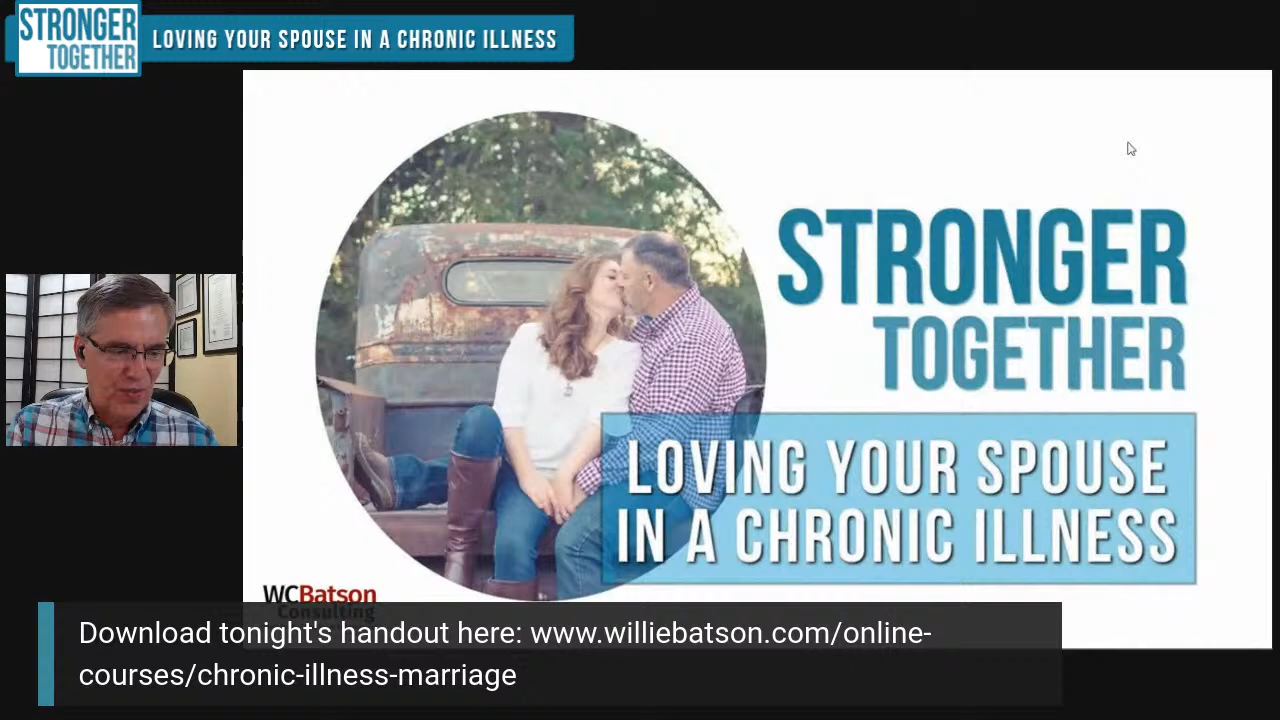 STRONGER
TOGETHER
LOVING YOUR SPOUSE IN A CHRONIC ILLNESS
STRONGER
TOGETHER
LOVING YOUR SPOUSE
IN A CHRONIC ILLNESS
WCBatson
Consulting
Download tonight's handout here: www.williebatson.com/online-
courses/chronic-illness-marriage